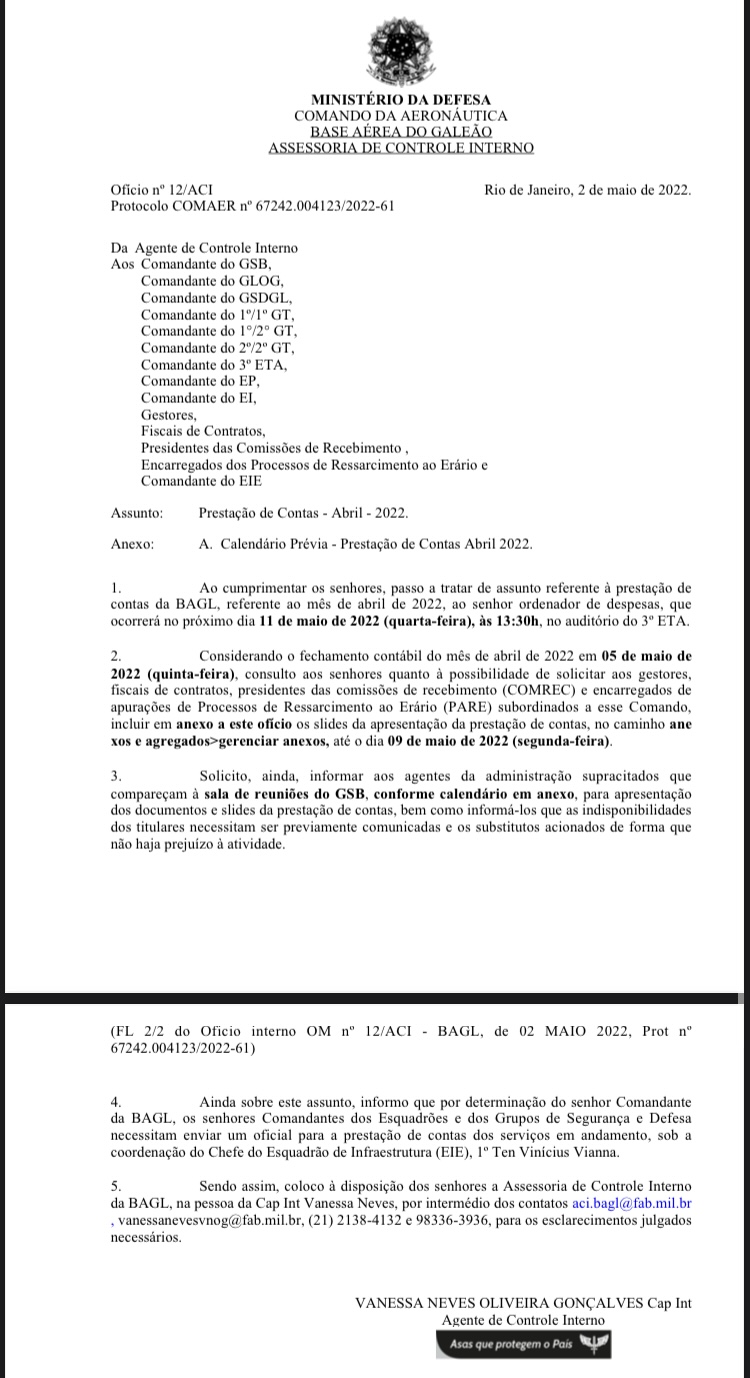 MINISTÉRIO DA DEFESA
COMANDO DA AERONÁUTICA
BASE AÉREA DO GALEÃO
ASSESSORIA DE CONTROLE INTERNO
Ofício nº 12/ACI
Rio de Janeiro, 2 de maio de 2022.
Protocolo COMAER nº 67242.004123/2022-61
Da Agente de Controle Interno
Aos Comandante do GSB,
Comandante do GLOG,
Comandante do GSDGL,
Comandante do 1º/1º GT,
Comandante do 1°/2° GT,
Comandante do 2º/2º GT,
Comandante do 3º ETA,
Comandante do EP,
Comandante do EI,
Gestores,
Fiscais de Contratos,
Presidentes das Comissões de Recebimento ,
Encarregados dos Processos de Ressarcimento ao Erário e
Comandante do EIE
Assunto: Prestação de Contas - Abril - 2022.
Anexo: A. Calendário Prévia - Prestação de Contas Abril 2022.
1. Ao cumprimentar os senhores, passo a tratar de assunto referente à prestação de
contas da BAGL, referente ao mês de abril de 2022, ao senhor ordenador de despesas, que
ocorrerá no próximo dia 11 de maio de 2022 (quarta-feira), às 13:30h, no auditório do 3º ETA.
2. Considerando o fechamento contábil do mês de abril de 2022 em 05 de maio de
2022 (quinta-feira), consulto aos senhores quanto à possibilidade de solicitar aos gestores,
fiscais de contratos, presidentes das comissões de recebimento (COMREC) e encarregados de
apurações de Processos de Ressarcimento ao Erário (PARE) subordinados a esse Comando,
incluir em anexo a este ofício os slides da apresentação da prestação de contas, no caminho ane
xos e agregados>gerenciar anexos, até o dia 09 de maio de 2022 (segunda-feira).
3. Solicito, ainda, informar aos agentes da administração supracitados que
compareçam à sala de reuniões do GSB, conforme calendário em anexo, para apresentação
dos documentos e slides da prestação de contas, bem como informá-los que as indisponibilidades
dos titulares necessitam ser previamente comunicadas e os substitutos acionados de forma que
não haja prejuízo à atividade.
(FL 2/2 do Oficio interno OM nº 12/ACI - BAGL, de 02 MAIO 2022, Prot nº
67242.004123/2022-61)
4. Ainda sobre este assunto, informo que por determinação do senhor Comandante
da BAGL, os senhores Comandantes dos Esquadrões e dos Grupos de Segurança e Defesa
necessitam enviar um oficial para a prestação de contas dos serviços em andamento, sob a
coordenação do Chefe do Esquadrão de Infraestrutura (EIE), 1º Ten Vinícius Vianna.
5. Sendo assim, coloco à disposição dos senhores a Assessoria de Controle Interno
da BAGL, na pessoa da Cap Int Vanessa Neves, por intermédio dos contatos aci.bagl@fab.mil.br
, vanessanevesvnog@fab.mil.br, (21) 2138-4132 e 98336-3936, para os esclarecimentos julgados
necessários.
VANESSA NEVES OLIVEIRA GONÇALVES Cap Int
Agente de Controle Interno
Asas que protegem o País